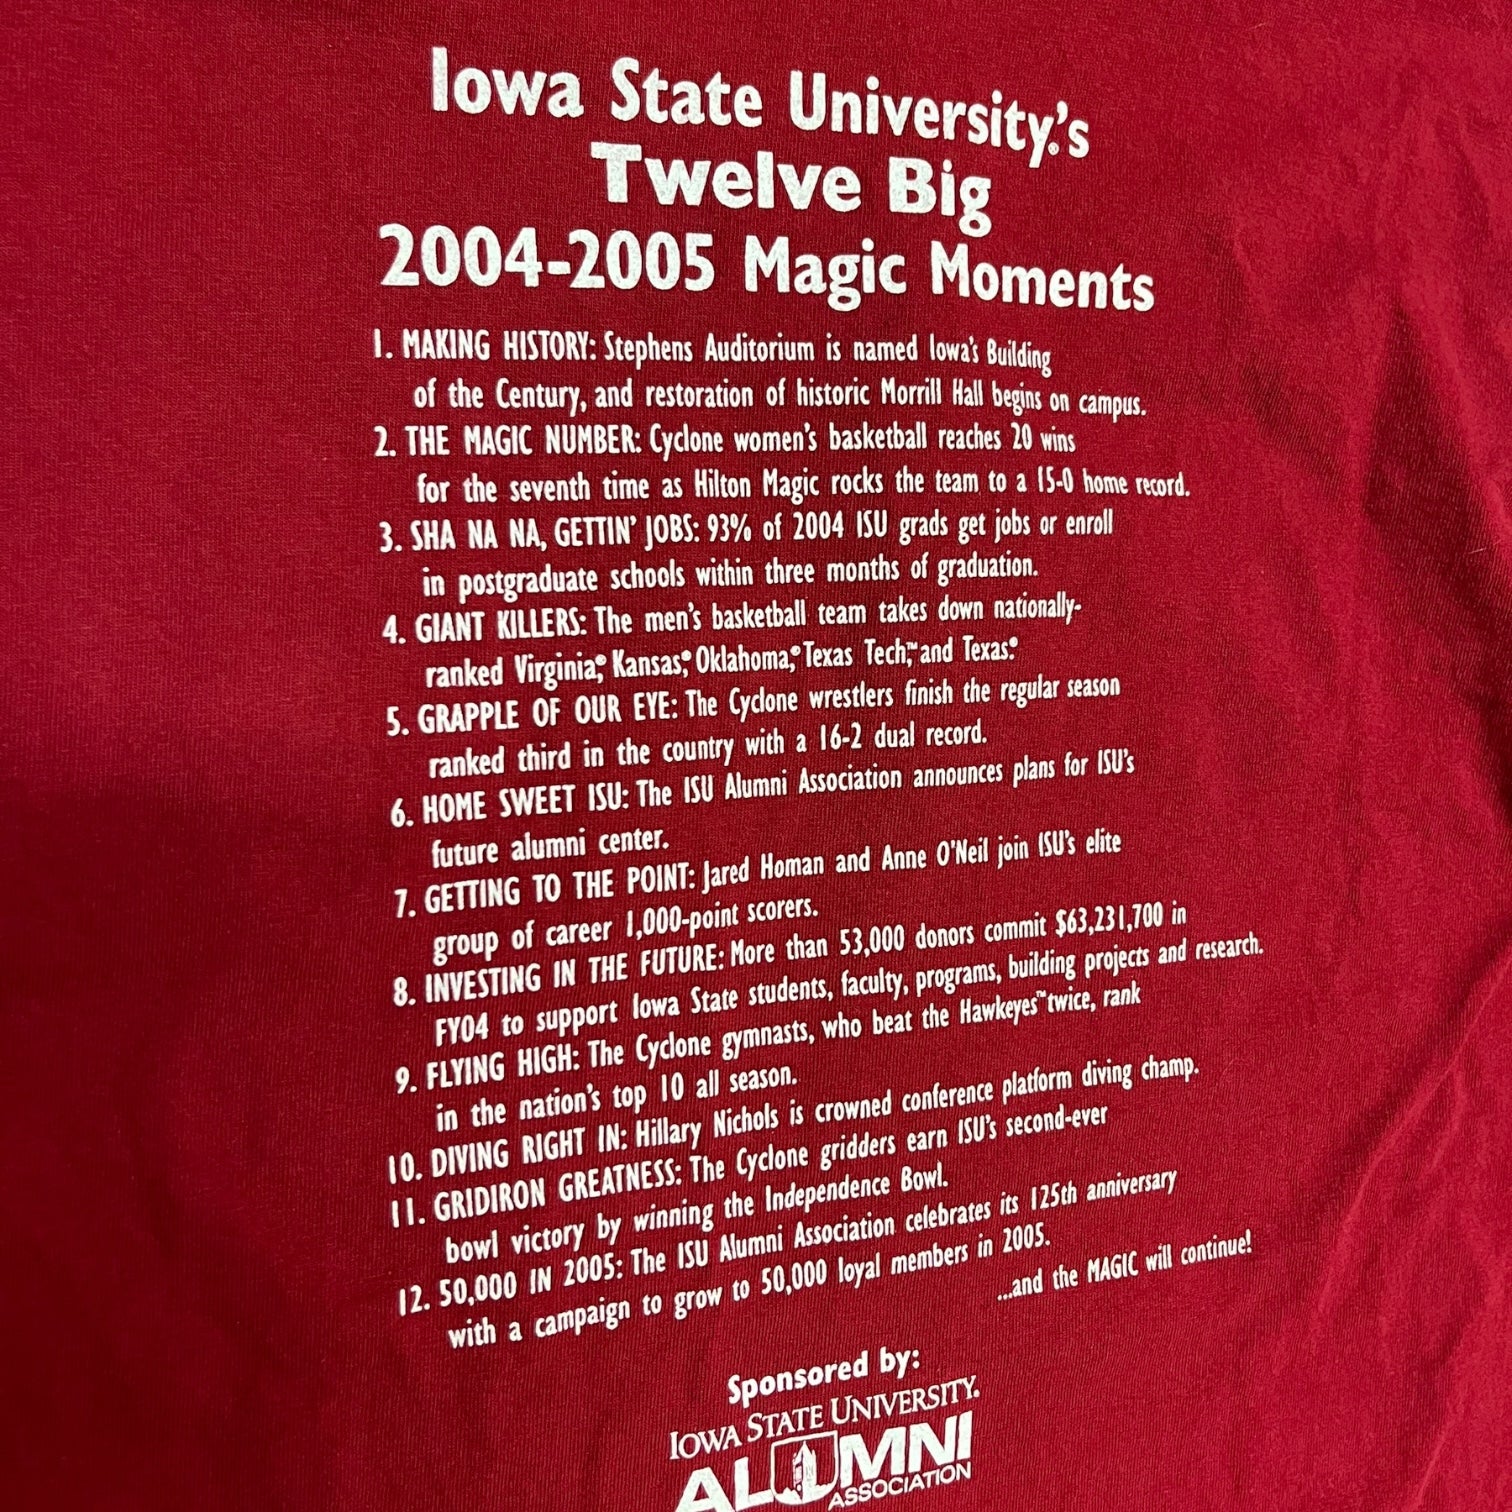 Iowa State University®'s
Twelve Big
2004-2005 Magic Moments
1. MAKING HISTORY: Stephens Auditorium is named Iowa's Building
of the Century, and restoration of historic Morrill Hall begins on campus.
2. THE MAGIC NUMBER: Cyclone women's basketball reaches 20 wins
for the seventh time as Hilton Magic rocks the team to a 15-0 home record.
3. SHA NA NA, GETTIN' JOBS: 93% of 2004 ISU grads get jobs or enroll
in postgraduate schools within three months of graduation.
4. GIANT KILLERS: The men's basketball team takes down nationally-
ranked Virginia,® Kansas,® Oklahoma,® Texas Tech,™ and Texas.®
5. GRAPPLE OF OUR EYE: The Cyclone wrestlers finish the regular season
ranked third in the country with a 16-2 dual record.
6. HOME SWEET ISU: The ISU Alumni Association announces plans for ISU's
future alumni center.
7. GETTING TO THE POINT: Jared Homan and Anne O'Neil join ISU's elite
group of career 1,000-point scorers.
8. INVESTING IN THE FUTURE: More than 53,000 donors commit $63,231,700 in
FY04 to support Iowa State students, faculty, programs, building projects and research.
9. FLYING HIGH: The Cyclone gymnasts, who beat the Hawkeyes™ twice, rank
in the nation's top 10 all season.
10. DIVING RIGHT IN: Hillary Nichols is crowned conference platform diving champ.
11. GRIDIRON GREATNESS: The Cyclone gridders earn ISU's second-ever
bowl victory by winning the Independence Bowl.
12. 50,000 IN 2005: The ISU Alumni Association celebrates its 125th anniversary
with a campaign to grow to 50,000 loyal members in 2005.
...and the MAGIC will continue!
Sponsored by:
IOWA STATE UNIVERSITY.
ALUMNI
ASSOCIATION